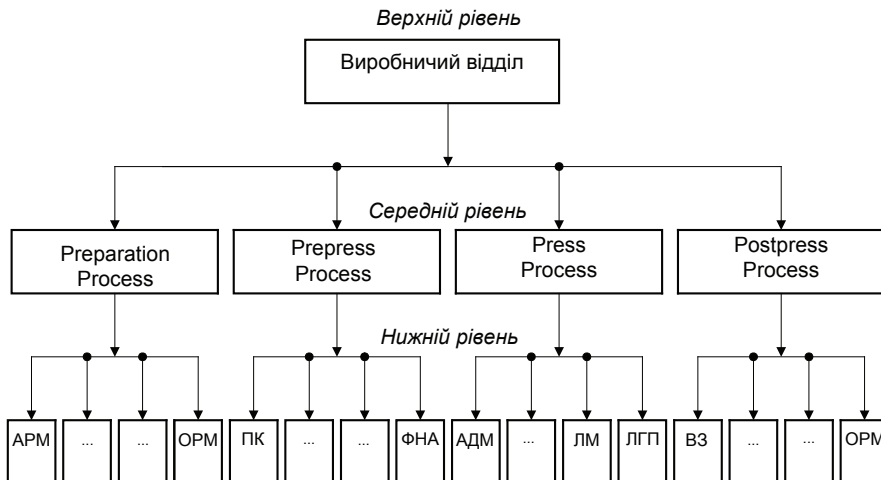 Верхній рівень
Виробничий відділ
Середній рівень
Preparation
Process
Prepress
Process
Press
Process
Postpress
Process
Нижній рівень
АРМ
...
...
ОРМ
ПК
...
...
ФНА
АДМ
...
ЛМ
ЛГП
ВЗ
...
...
ОРМ